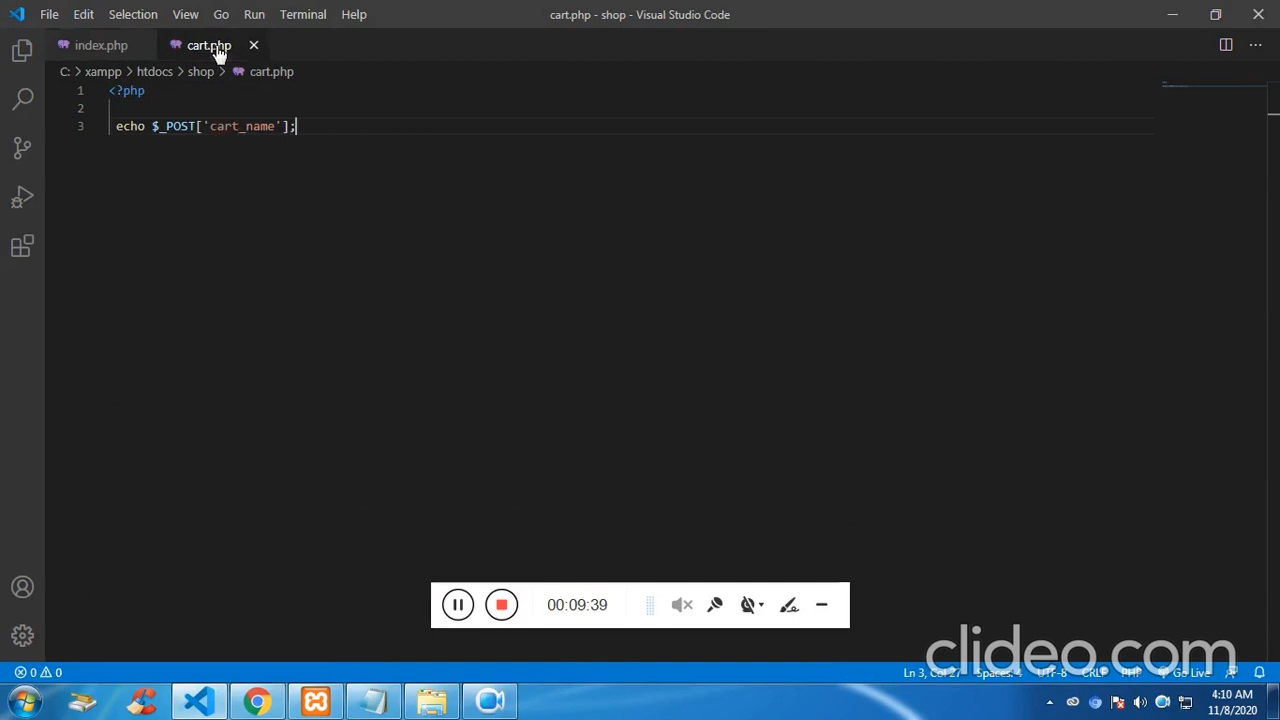 File Edit Selection View Go Run Terminal Help
cart.php - shop - Visual Studio Code
index.php
cart.php
C: > xampp > htdocs > shop > cart.php
1 <?php
2
3 echo $_POST['cart_name'];
00:09:39
clideo.com
0 0
Ln 3, Col 27 Spaces: 4 UTF-8 CRLF PHP Go Live
4:10 AM
11/8/2020